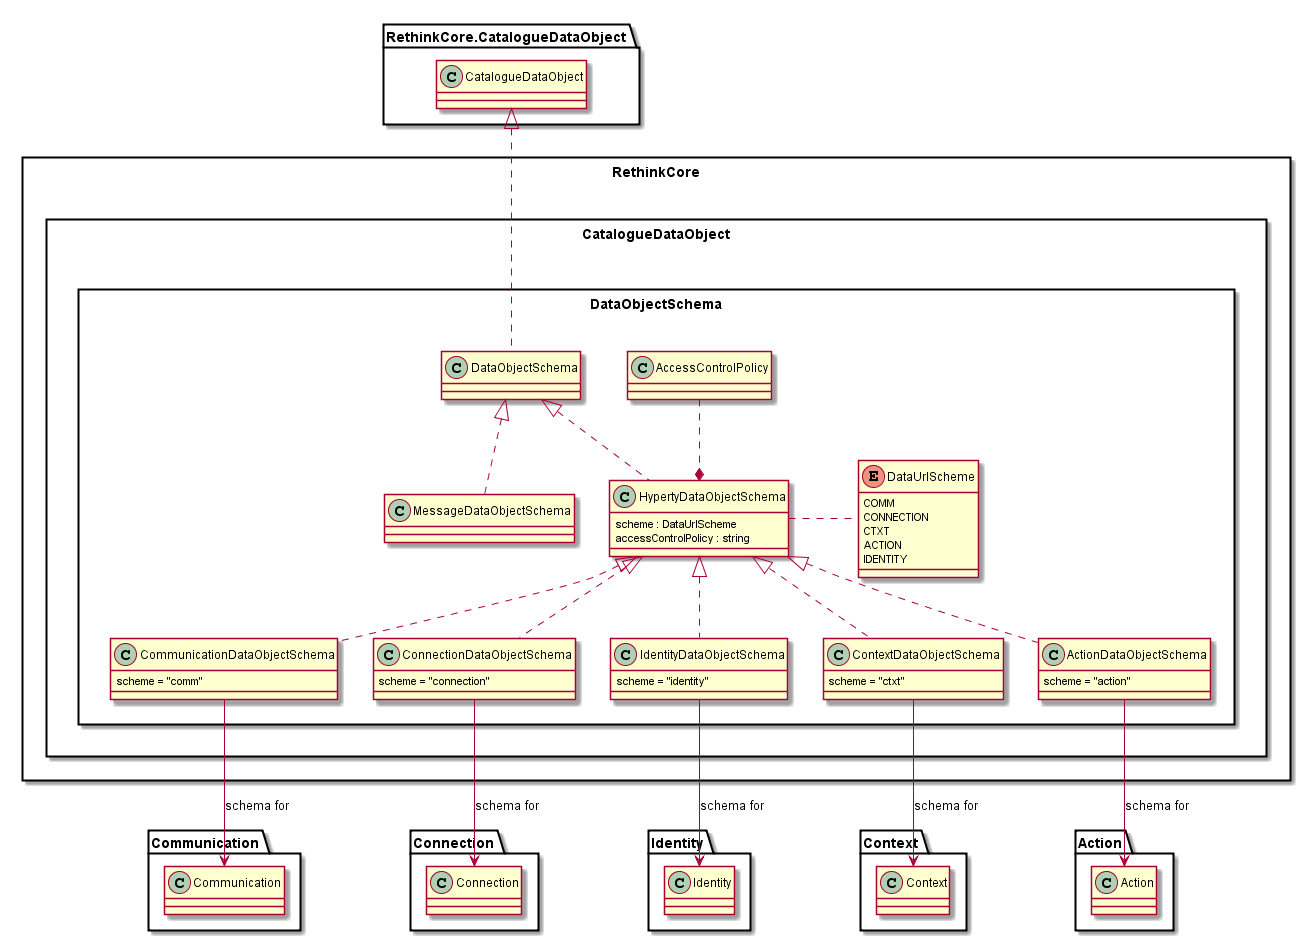 RethinkCore.CatalogueDataObject
C CatalogueDataObject
RethinkCore
CatalogueDataObject
DataObjectSchema
C DataObjectSchema
C AccessControlPolicy
C MessageDataObjectSchema
C HypertyDataObjectSchema
scheme : DataUrlScheme
accessControlPolicy : string
E DataUrlScheme
COMM
CONNECTION
CTXT
ACTION
IDENTITY
C CommunicationDataObjectSchema
scheme = "comm"
C ConnectionDataObjectSchema
scheme = "connection"
C IdentityDataObjectSchema
scheme = "identity"
C ContextDataObjectSchema
scheme = "ctxt"
C ActionDataObjectSchema
scheme = "action"
schema for
schema for
schema for
schema for
schema for
Communication
C Communication
Connection
C Connection
Identity
C Identity
Context
C Context
Action
C Action